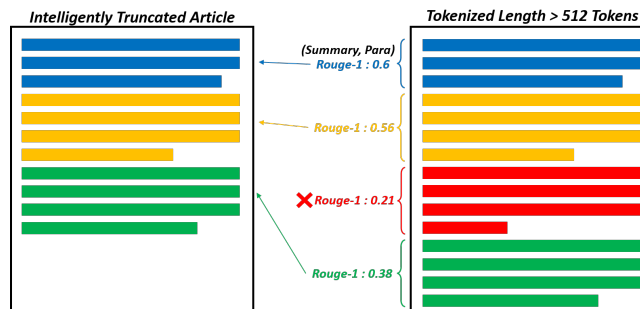 Intelligently Truncated Article
Tokenized Length > 512 Tokens
(Summary, Para)
Rouge-1 : 0.6
Rouge-1 : 0.56
Rouge-1 : 0.21
Rouge-1 : 0.38